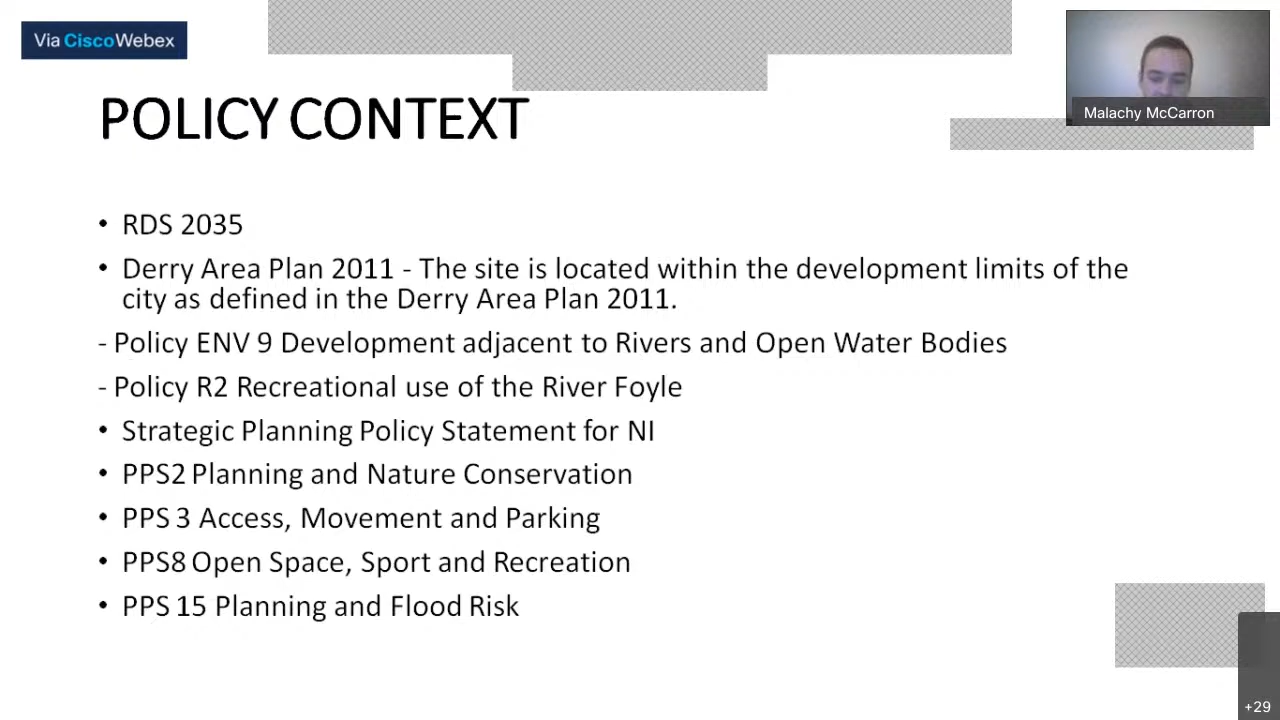 Via Cisco Webex
Malachy McCarron
POLICY CONTEXT
• RDS 2035
• Derry Area Plan 2011 - The site is located within the development limits of the
city as defined in the Derry Area Plan 2011.
- Policy ENV 9 Development adjacent to Rivers and Open Water Bodies
- Policy R2 Recreational use of the River Foyle
• Strategic Planning Policy Statement for NI
• PPS2 Planning and Nature Conservation
• PPS 3 Access, Movement and Parking
• PPS8 Open Space, Sport and Recreation
• PPS 15 Planning and Flood Risk
+29